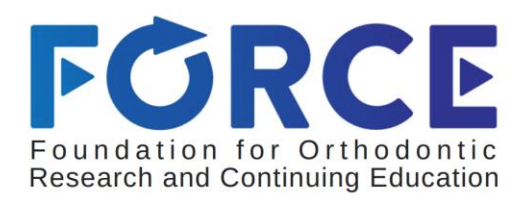 FORCE
Foundation for Orthodontic
Research and Continuing Education